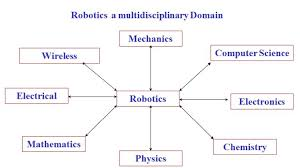 Robotics a multidisciplinary Domain
Mechanics
Wireless
Computer Science
Electrical
Robotics
Electronics
Mathematics
Physics
Chemistry